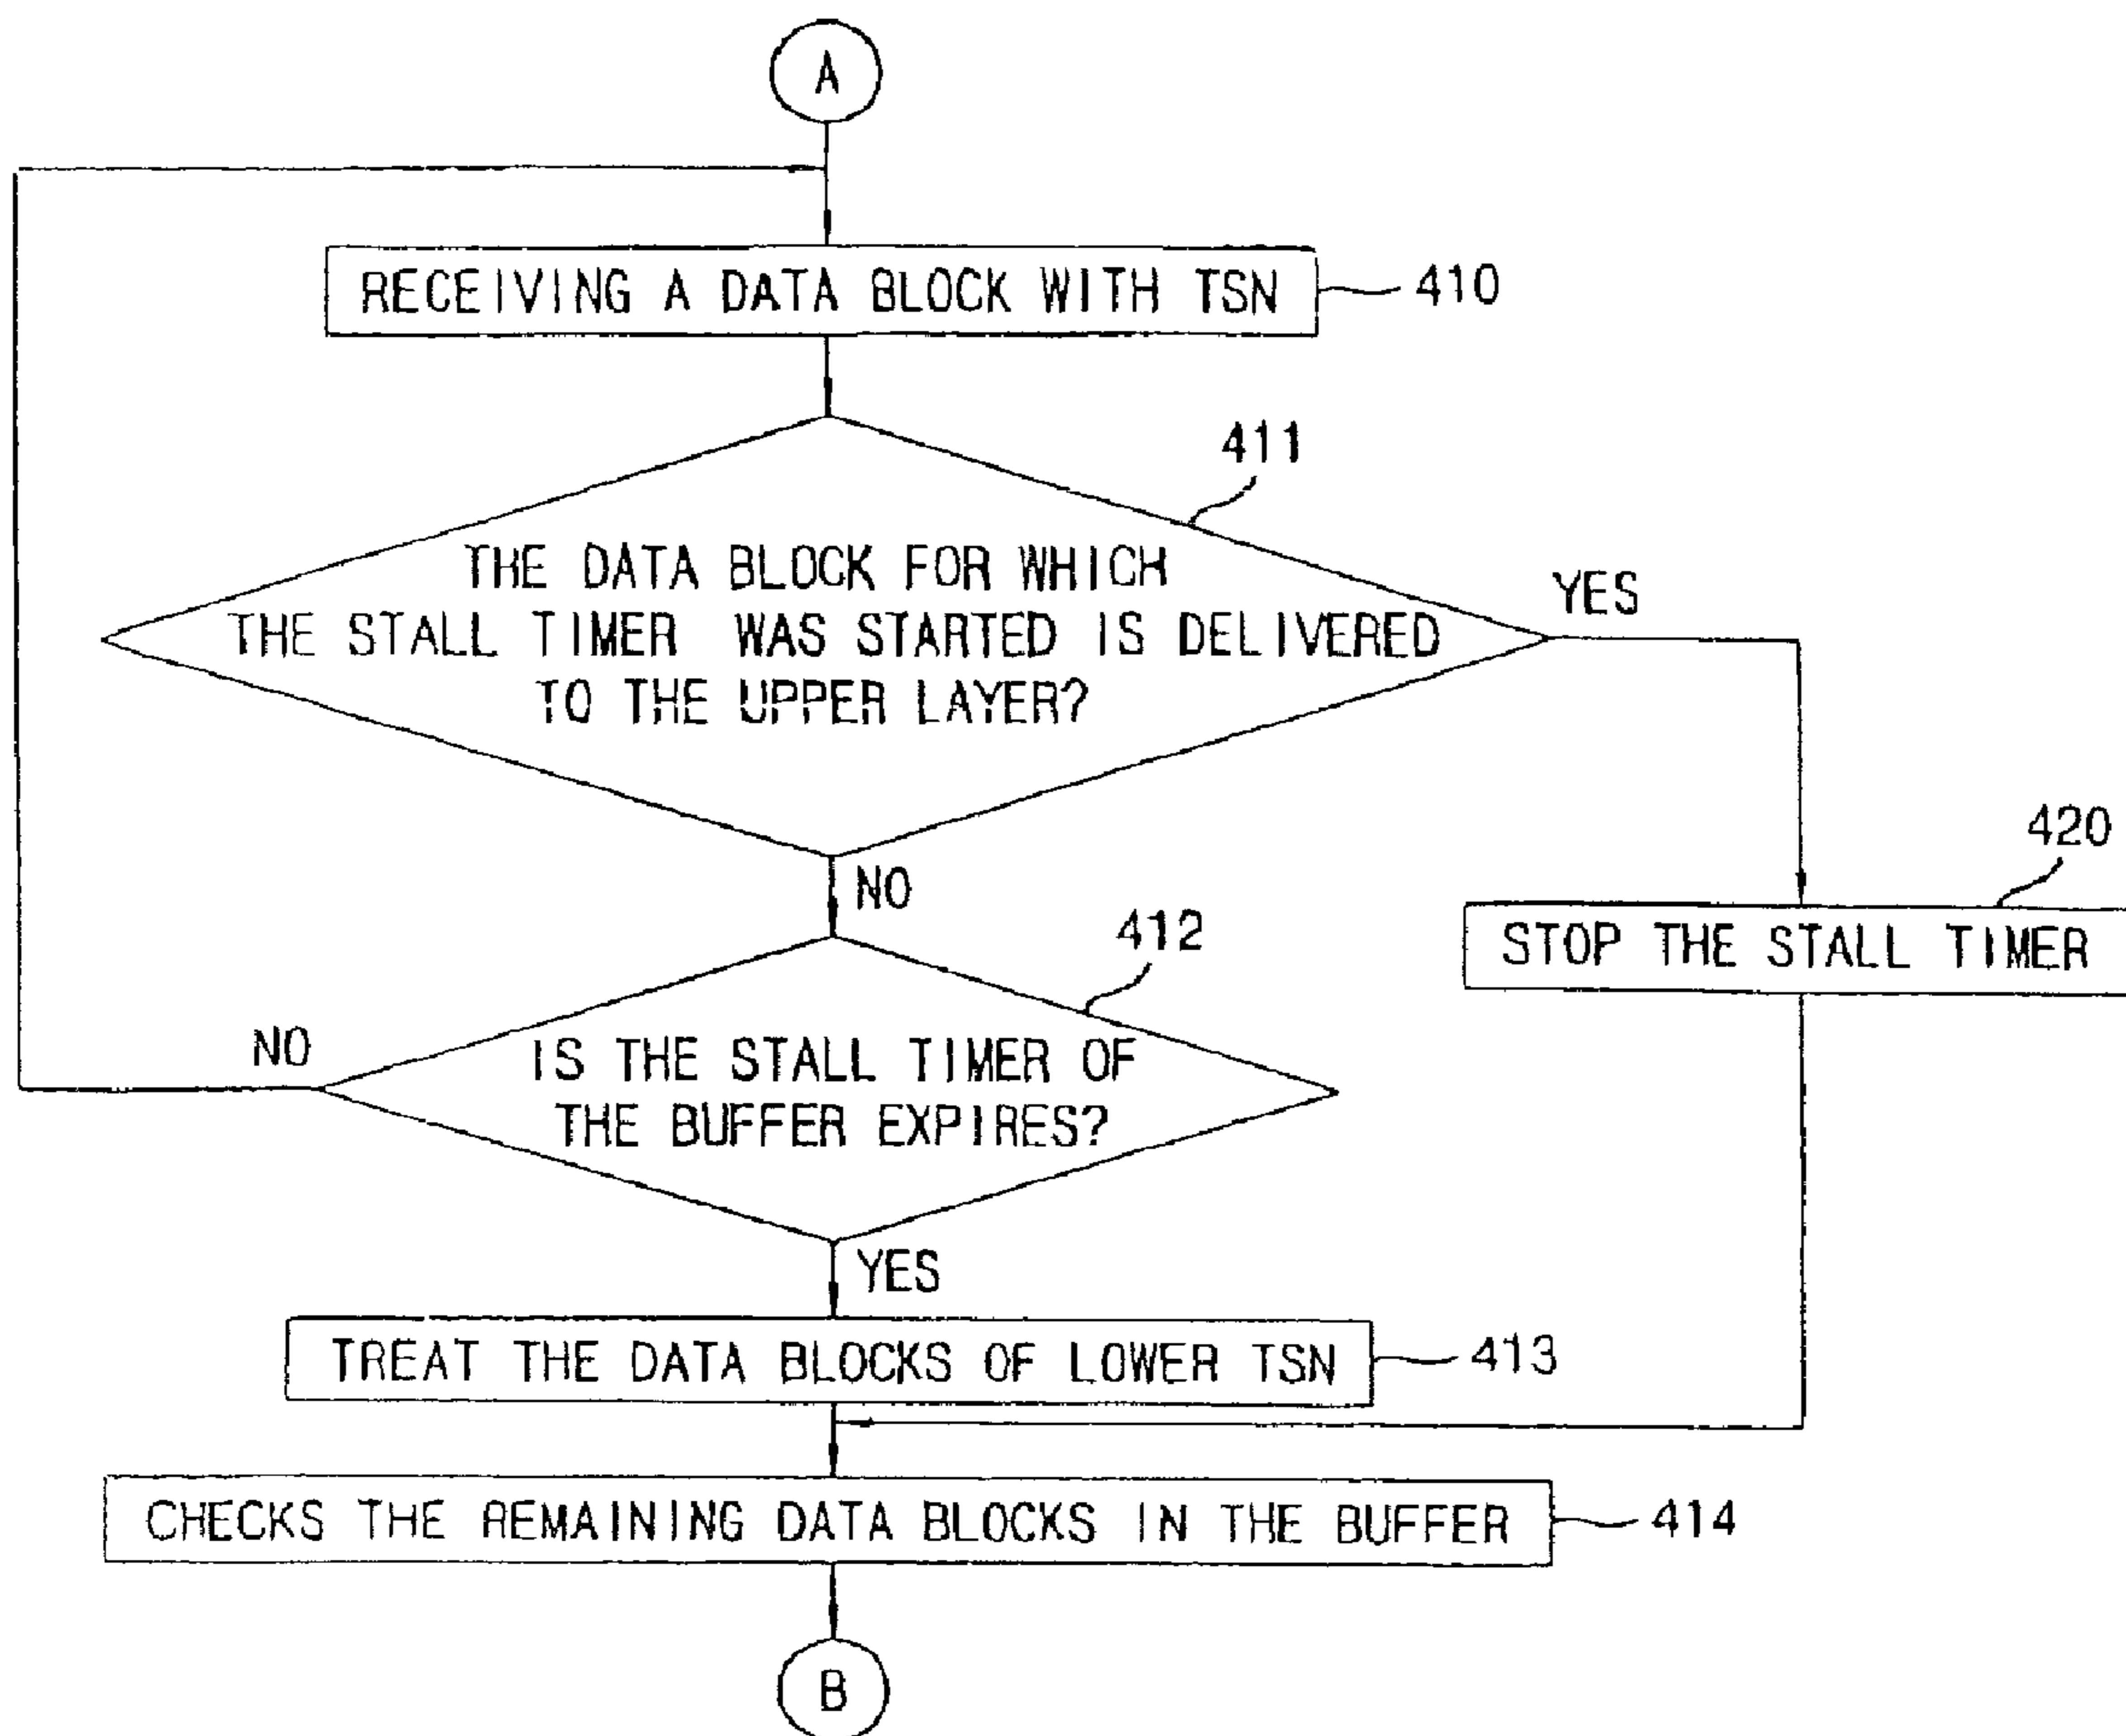 A
RECEIVING A DATA BLOCK WITH TSN
410
411
THE DATA BLOCK FOR WHICH
THE STALL TIMER WAS STARTED IS DELIVERED
TO THE UPPER LAYER?
YES
NO
420
STOP THE STALL TIMER
412
IS THE STALL TIMER OF
THE BUFFER EXPIRES?
NO
YES
TREAT THE DATA BLOCKS OF LOWER TSN
413
CHECKS THE REMAINING DATA BLOCKS IN THE BUFFER
414
B